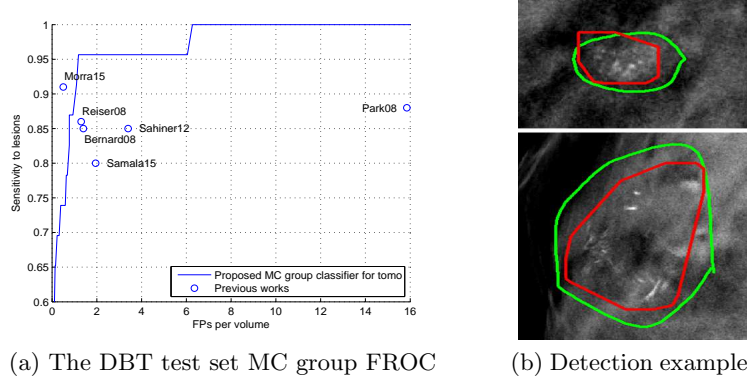 1
0.95
0.9
0.85
0.8
0.75
0.7
0.65
0.6
Sensitivity to lesions
Morra15
Reiser08
Bernard08
Sahiner12
Samala15
Park08
Proposed MC group classifier for tomo
Previous works
0 2 4 6 8 10 12 14 16
FPs per volume
(a) The DBT test set MC group FROC
(b) Detection example